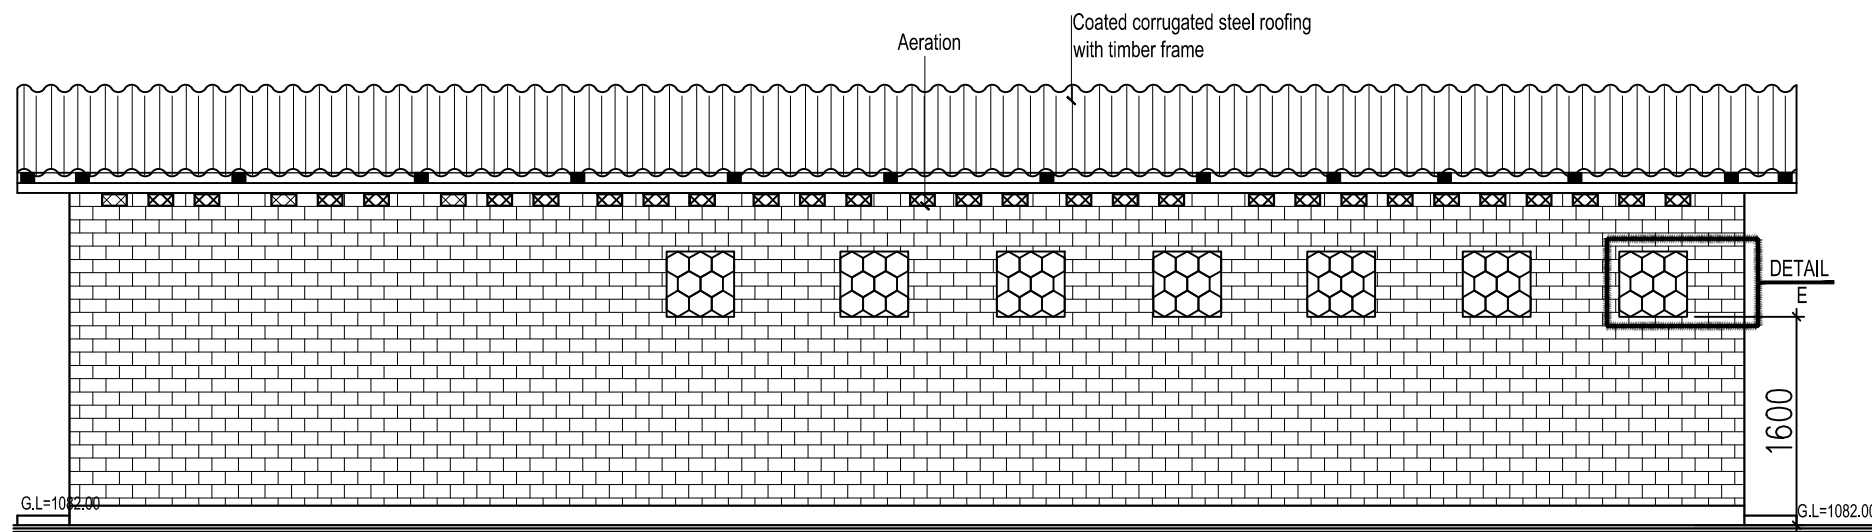 Coated corrugated steel roofing
with timber frame
Aeration
DETAIL
E
1600
G.L=1082.00
G.L=1082.0